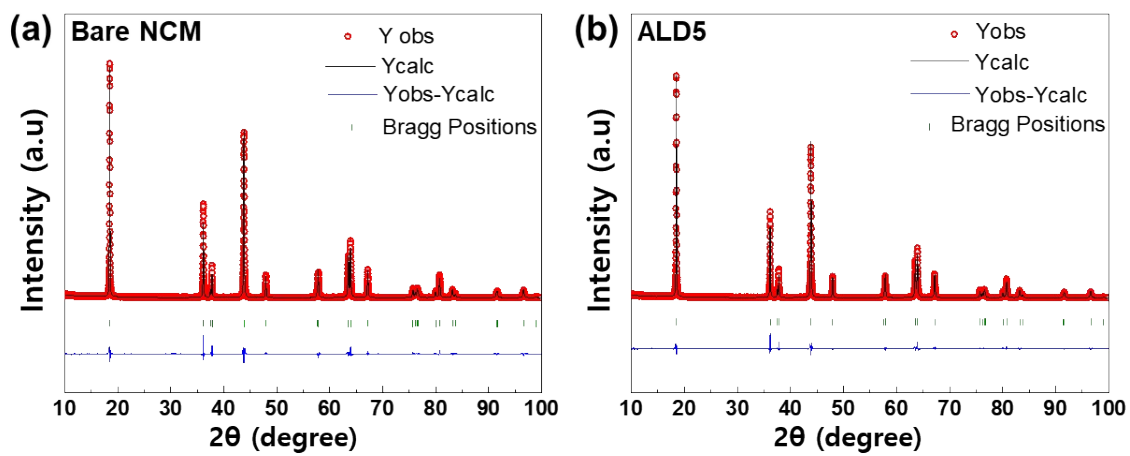 (a) Bare NCM
Y obs
Ycalc
Yobs-Ycalc
Bragg Positions
Intensity (a.u)
10 20 30 40 50 60 70 80 90 100
2θ (degree)
(b) ALD5
Yobs
Ycalc
Yobs-Ycalc
Bragg Positions
Intensity (a.u)
10 20 30 40 50 60 70 80 90 100
2θ (degree)